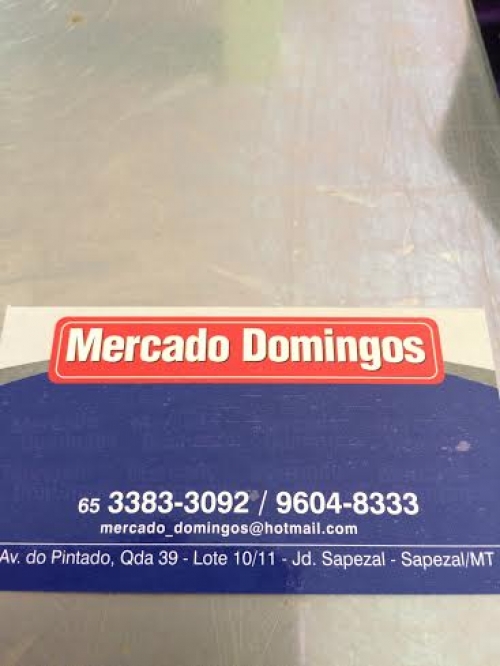 Mercado Domingos
65 3383-3092 / 9604-8333
mercado_domingos@hotmail.com
Av. do Pintado, Qda 39 - Lote 10/11 - Jd. Sapezal - Sapezal/MT